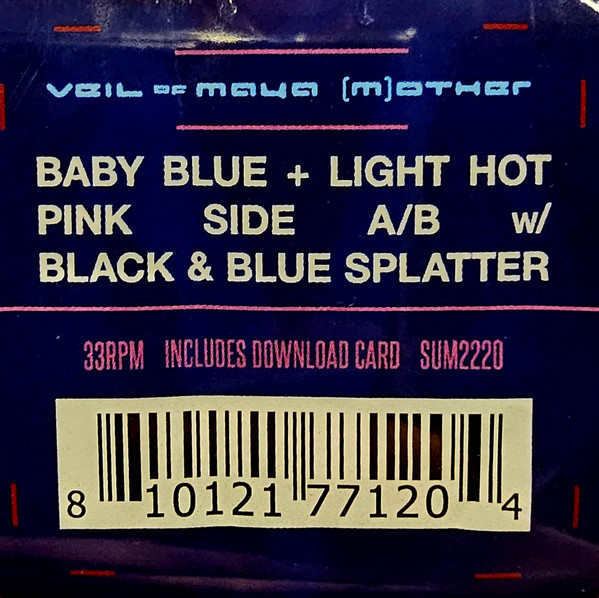 veil of maya [m]other
BABY BLUE + LIGHT HOT
PINK SIDE A/B w/
BLACK & BLUE SPLATTER
33RPM INCLUDES DOWNLOAD CARD SUM2220
8 10121 77120 4